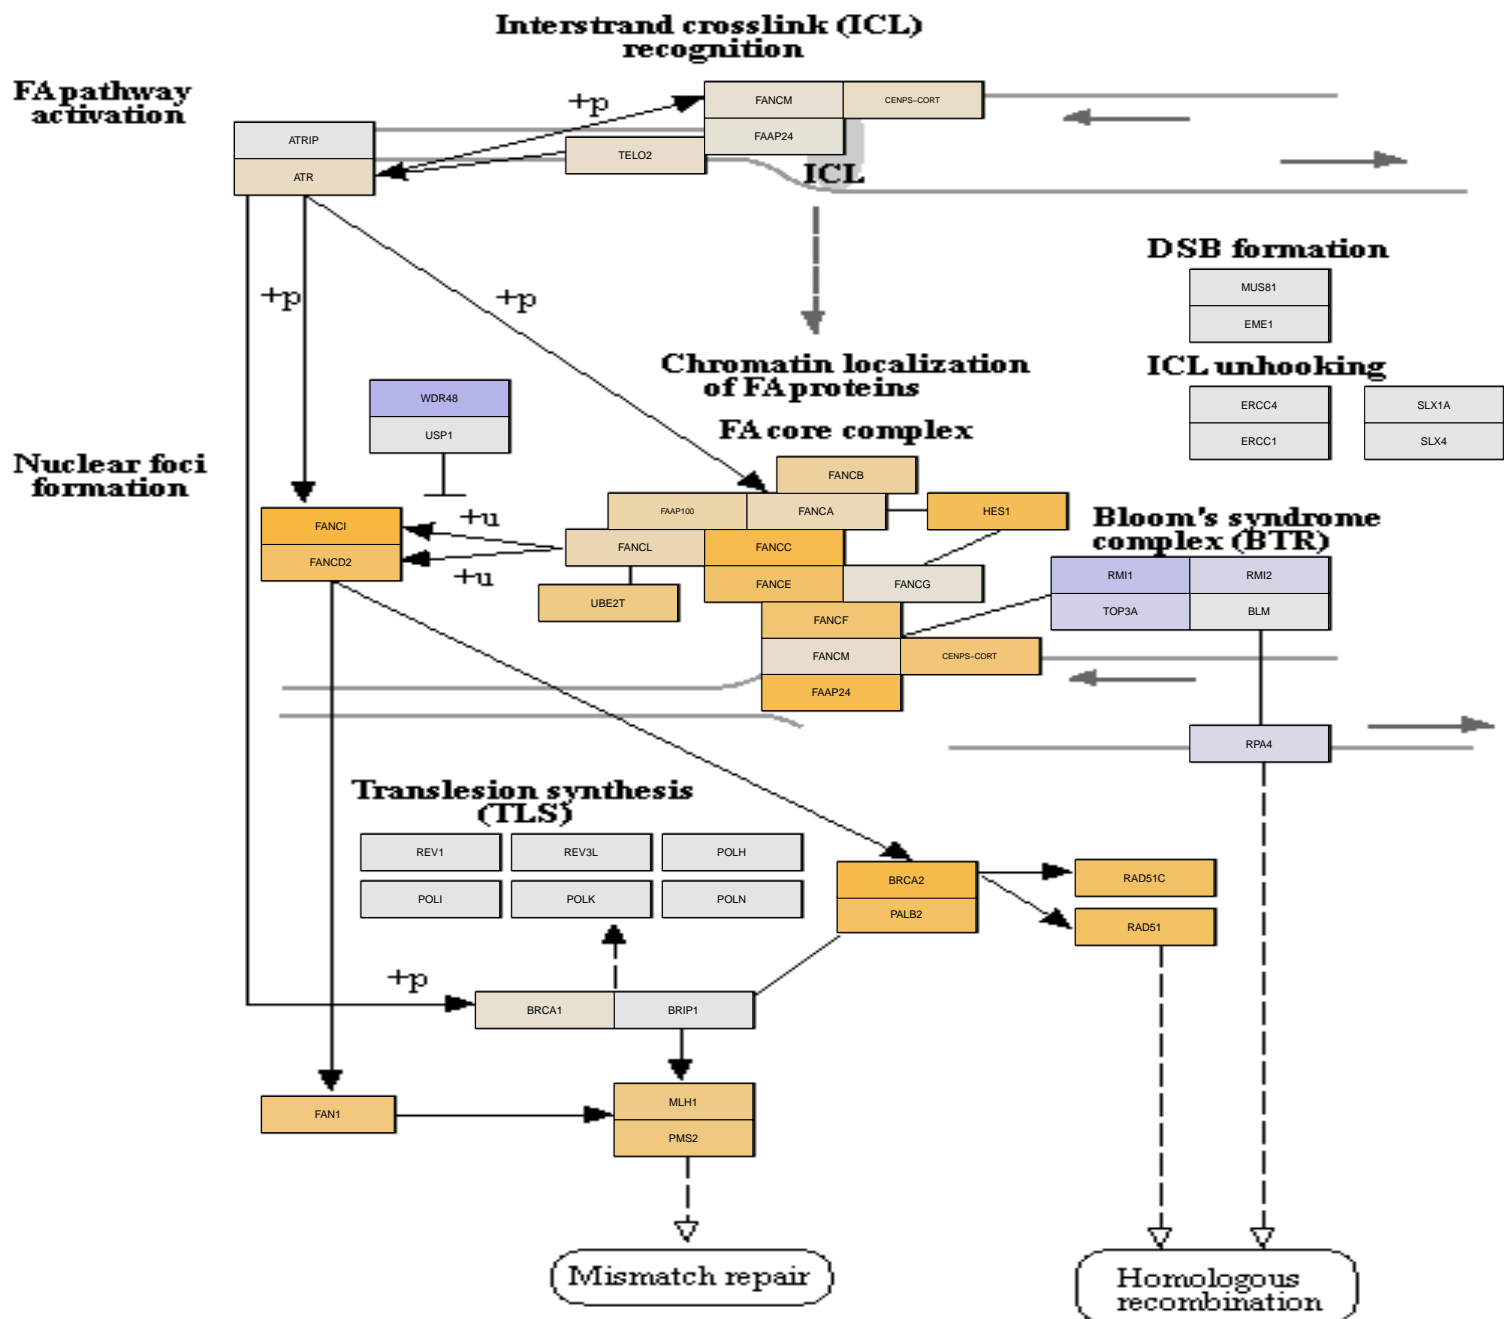 Interstrand crosslink (ICL)
recognition
FA pathway
activation
+p
FANCM
CENPS-CORT
ATRIP
FAAP24
TELO2
ATR
ICL
DSB formation
MUS81
EME1
+p
+p
Chromatin localization
of FA proteins
ICL unhooking
WDR48
USP1
ERCC4
SLX1A
ERCC1
SLX4
FA core complex
Nuclear foci
formation
FANCB
FAAP100
FANCA
HES1
FANCI
+u
Bloom's syndrome
complex (BTR)
FANCL
FANCC
FANCD2
+u
FANCE
FANCG
RMI1
RMI2
UBE2T
TOP3A
BLM
FANCF
FANCM
CENPS-CORT
FAAP24
RPA4
Translesion synthesis
(TLS)
REV1
REV3L
POLH
BRCA2
RAD51C
POLI
POLK
POLN
PALB2
RAD51
+p
BRCA1
BRIP1
MLH1
FAN1
PMS2
Mismatch repair
Homologous
recombination